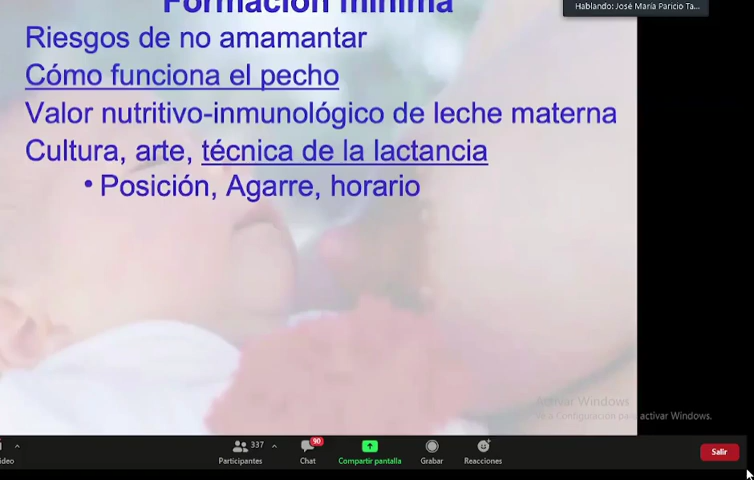 Formación mínima
Hablando: José María Paricio Ta...
Riesgos de no amamantar
Cómo funciona el pecho
Valor nutritivo-inmunológico de leche materna
Cultura, arte, técnica de la lactancia
• Posición, Agarre, horario
Activar Windows
Ve a Configuración para activar Windows.
337
90
ideo
Participantes
Chat
Compartir pantalla
Grabar
Reacciones
Salir